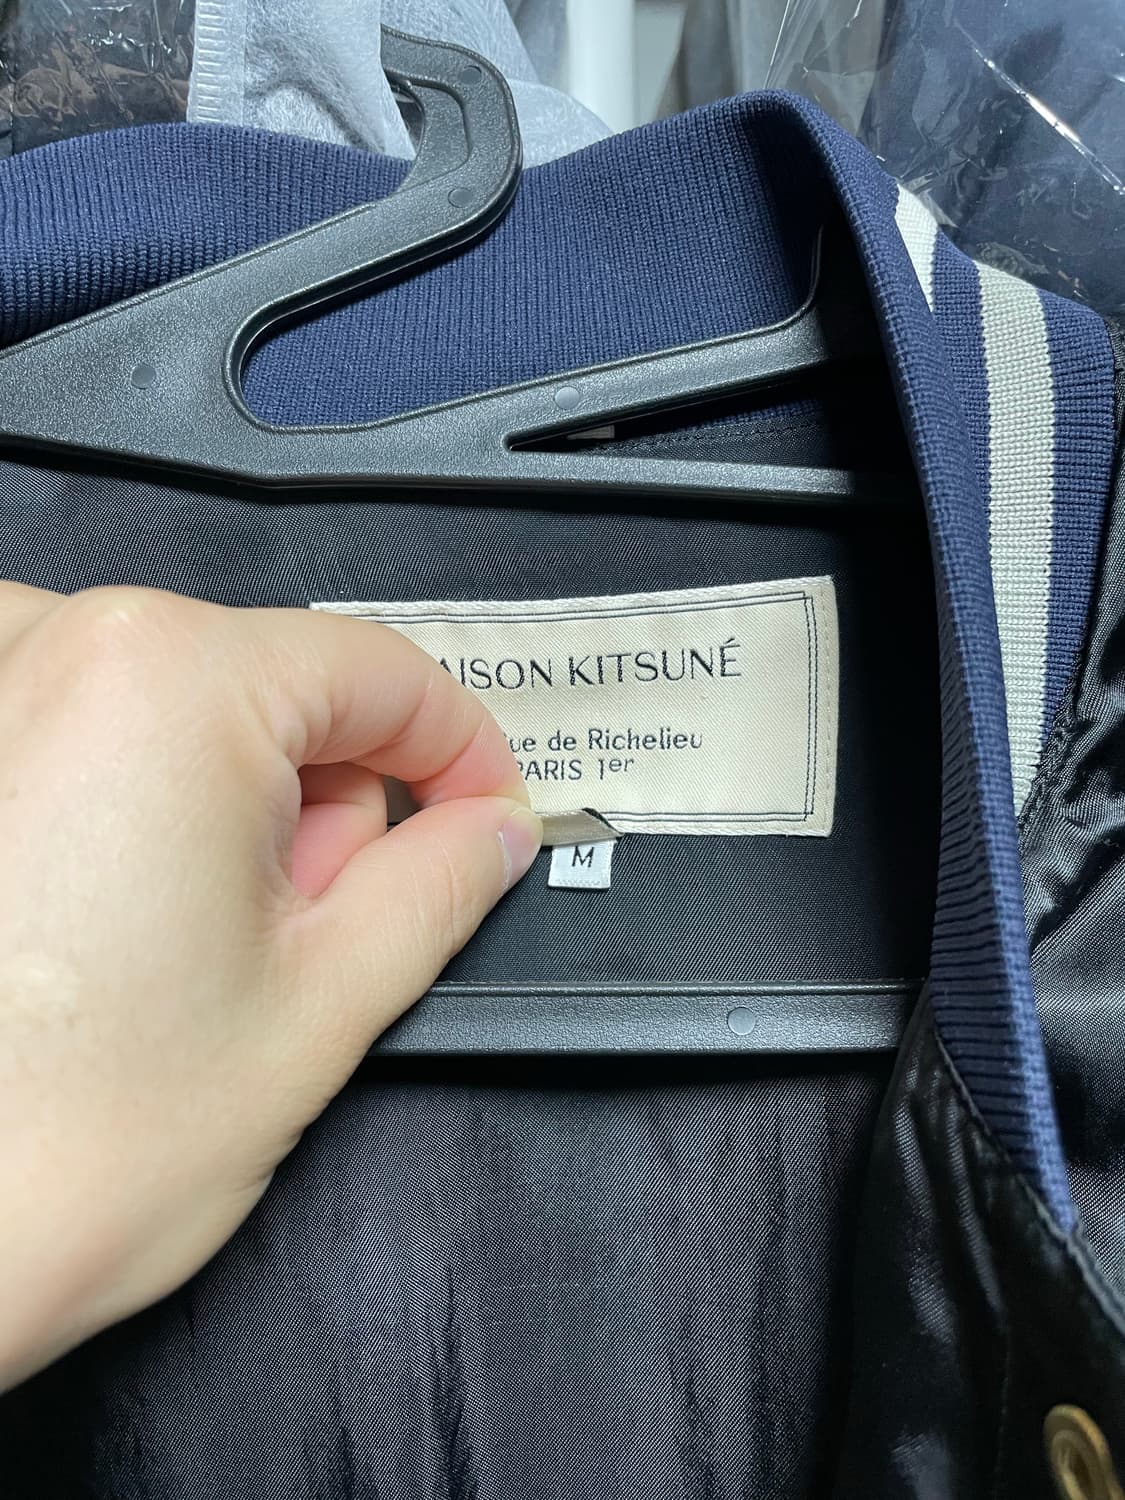 AISON KITSUNÉ
ue de Richelieu
PARIS 1er
M